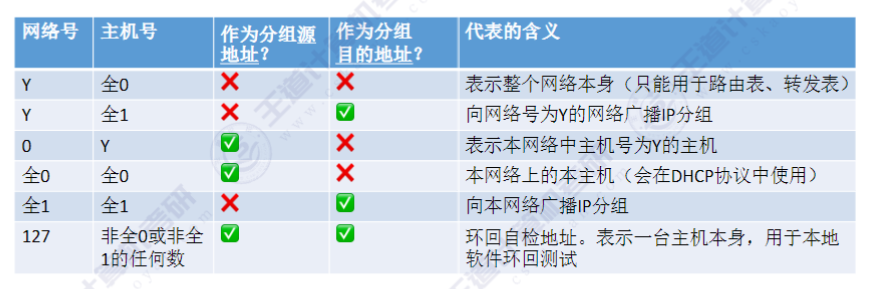 网络号 主机号 作为分组源地址? 作为分组目的地址? 代表的含义
Y 全0 ❌ ❌ 表示整个网络本身（只能用于路由表、转发表）
Y 全1 ❌ ✅ 向网络号为Y的网络广播IP分组
0 Y ✅ ❌ 表示本网络中主机号为Y的主机
全0 全0 ✅ ❌ 本网络上的本主机（会在DHCP协议中使用）
全1 全1 ❌ ✅ 向本网络广播IP分组
127 非全0或非全1的任何数 ✅ ✅ 环回自检地址。表示一台主机本身，用于本地软件环回测试